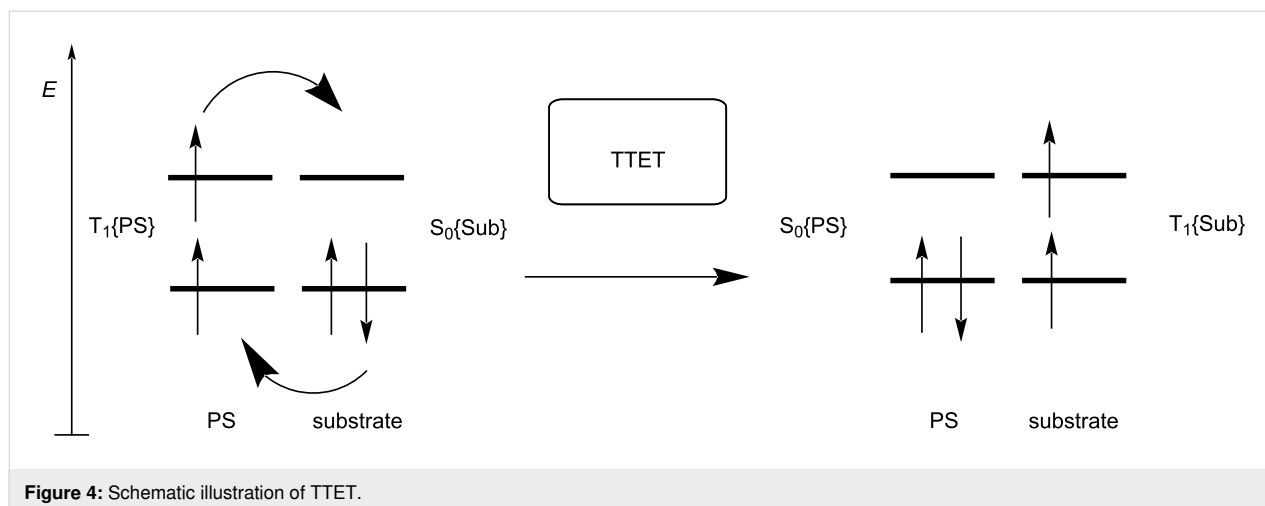 E
TTET
T₁{PS}
S₀{Sub}
S₀{PS}
T₁{Sub}
PS
substrate
PS
substrate
Figure 4: Schematic illustration of TTET.